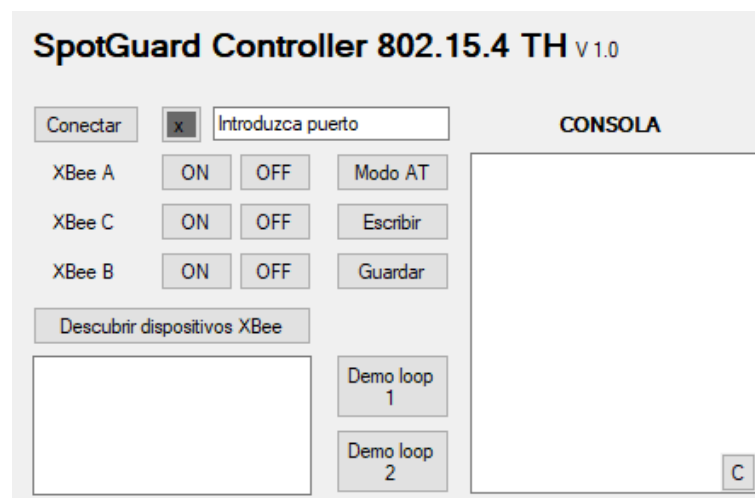 SpotGuard Controller 802.15.4 TH V 1.0
Conectar x Introduzca puerto CONSOLA
XBee A ON OFF Modo AT
XBee C ON OFF Escribir
XBee B ON OFF Guardar
Descubrir dispositivos XBee
Demo loop
1
Demo loop
2
C